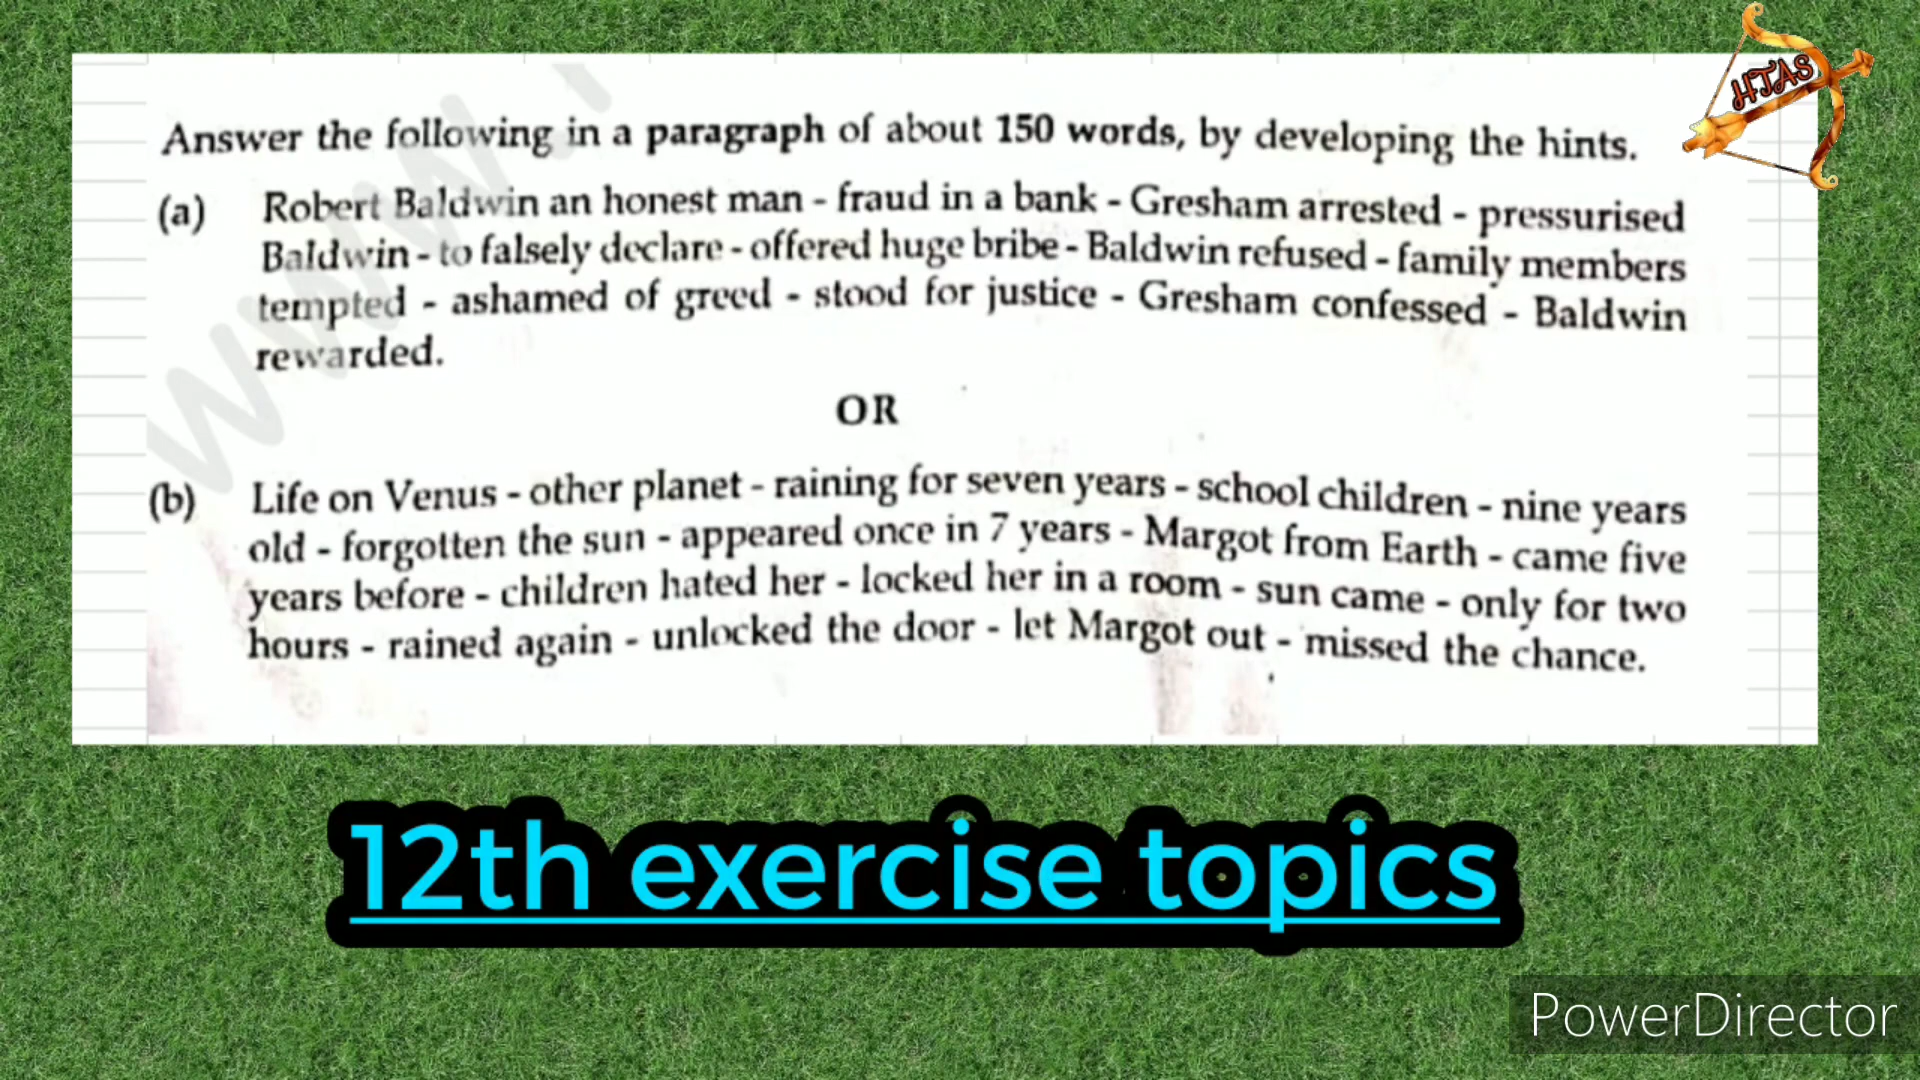 HTAS
Answer the following in a paragraph of about 150 words, by developing the hints.
(a) Robert Baldwin an honest man - fraud in a bank - Gresham arrested - pressurised
Baldwin - to falsely declare - offered huge bribe - Baldwin refused - family members
tempted - ashamed of greed - stood for justice - Gresham confessed - Baldwin
rewarded.
OR
(b) Life on Venus - other planet - raining for seven years - school children - nine years
old - forgotten the sun - appeared once in 7 years - Margot from Earth - came five
years before - children hated her - locked her in a room - sun came - only for two
hours - rained again - unlocked the door - let Margot out - missed the chance.
12th exercise topics
PowerDirector